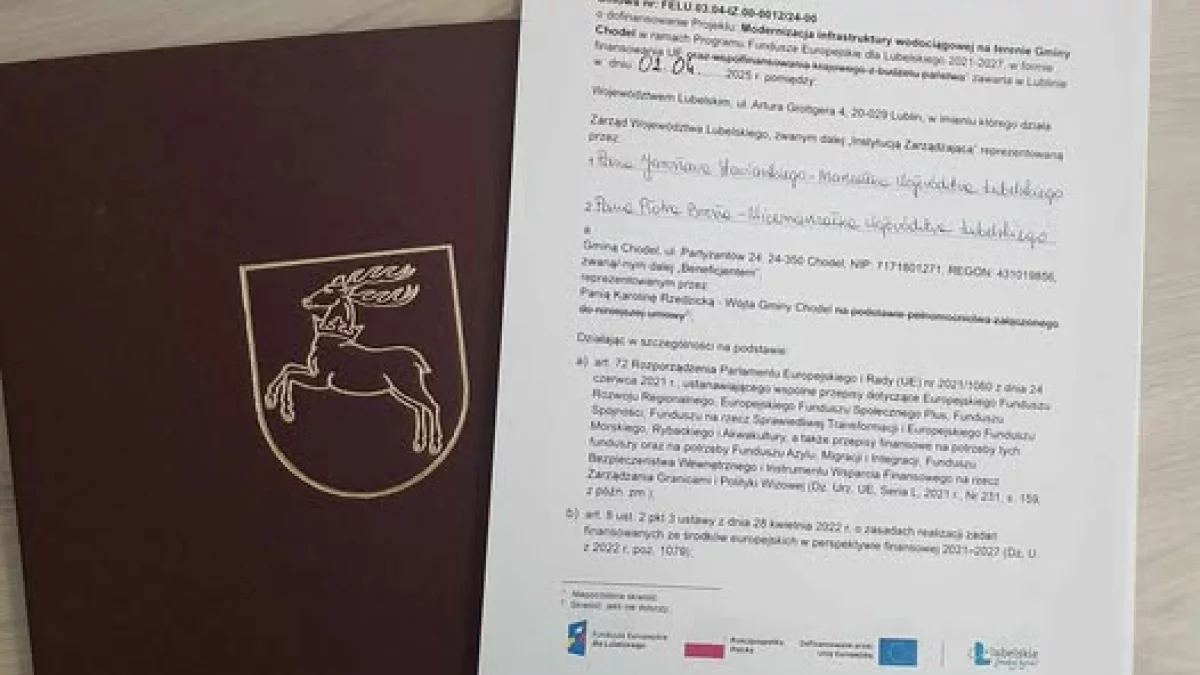 Umowa nr: FELU.03.04-IZ.00-0012/24-00
o dofinansowanie Projektu: Modernizacja infrastruktury wodociągowej na terenie Gminy
Chodel w ramach Programu Fundusze Europejskie dla Lubelskiego 2021-2027, w formie
finansowania UE oraz współfinansowania krajowego z budżetu państwa* zawarta w Lublinie
w dniu 01.04. 2025 r. pomiędzy:
Województwem Lubelskim, ul. Artura Grottgera 4, 20-029 Lublin, w imieniu którego działa
Zarząd Województwa Lubelskiego, zwanym dalej „Instytucją Zarządzającą" reprezentowaną
przez:
1. Pana Jarosława Stawiarskiego - Marszałka Województwa Lubelskiego
2. Pana Piotra Bresia - Wicemarszałka Województwa Lubelskiego
a
Gminą Chodel, ul. Partyzantów 24, 24-350 Chodel, NIP: 7171801271, REGON: 431019856,
zwaną/-nym dalej „Beneficjentem",
reprezentowanym przez:
Panią Karolinę Rzedzicką - Wójta Gminy Chodel na podstawie pełnomocnictwa załączonego
do niniejszej umowy*,
Działając w szczególności na podstawie:
a) art. 72 Rozporządzenia Parlamentu Europejskiego i Rady (UE) nr 2021/1060 z dnia 24
czerwca 2021 r., ustanawiającego wspólne przepisy dotyczące Europejskiego Funduszu
Rozwoju Regionalnego, Europejskiego Funduszu Społecznego Plus, Funduszu
Spójności, Funduszu na rzecz Sprawiedliwej Transformacji i Europejskiego Funduszu
Morskiego, Rybackiego i Akwakultury, a także przepisy finansowe na potrzeby tych
funduszy oraz na potrzeby Funduszu Azylu, Migracji i Integracji, Funduszu
Bezpieczeństwa Wewnętrznego i Instrumentu Wsparcia Finansowego na rzecz
Zarządzania Granicami i Polityki Wizowej (Dz. Urz. UE, Seria L, 2021 r., Nr 231, s. 159,
z późn. zm.);
b) art. 8 ust. 2 pkt 3 ustawy z dnia 28 kwietnia 2022 r. o zasadach realizacji zadań
finansowanych ze środków europejskich w perspektywie finansowej 2021–2027 (Dz. U.
z 2022 r. poz. 1079);
Niepotrzebne skreślić
Skreślić, jeśli nie dotyczy
Fundusze Europejskie
dla Lubelskiego
Rzeczpospolita
Polska
Dofinansowane przez
Unię Europejską
lubelskie